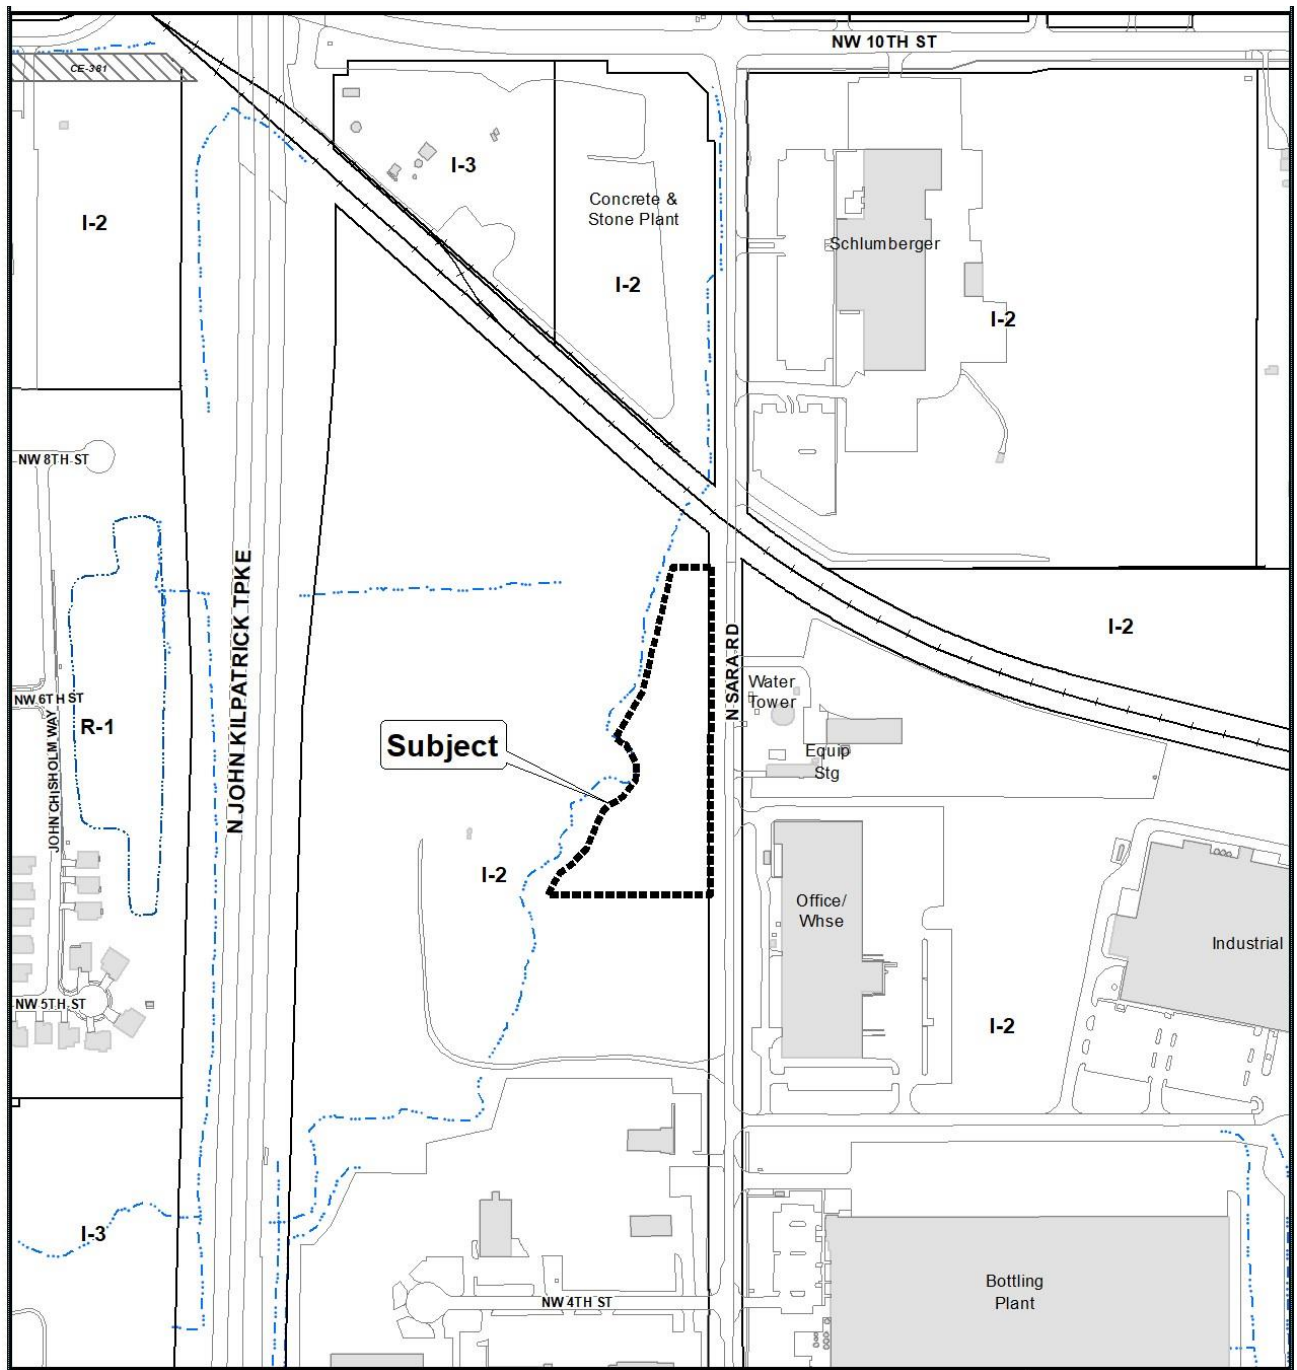 NW 10TH ST
CE-381
I-3
I-2
Concrete &
Stone Plant
Schlumberger
I-2
I-2
NW 8TH ST
N JOHN KILPATRICK TPKE
I-2
N SARA RD
Water
Tower
NW 6TH ST
R-1
JOHN CHISHOLM WAY
Subject
Equip
Stg
I-2
Office/
Whse
Industrial
NW 5TH ST
I-2
I-3
Bottling
Plant
NW 4TH ST